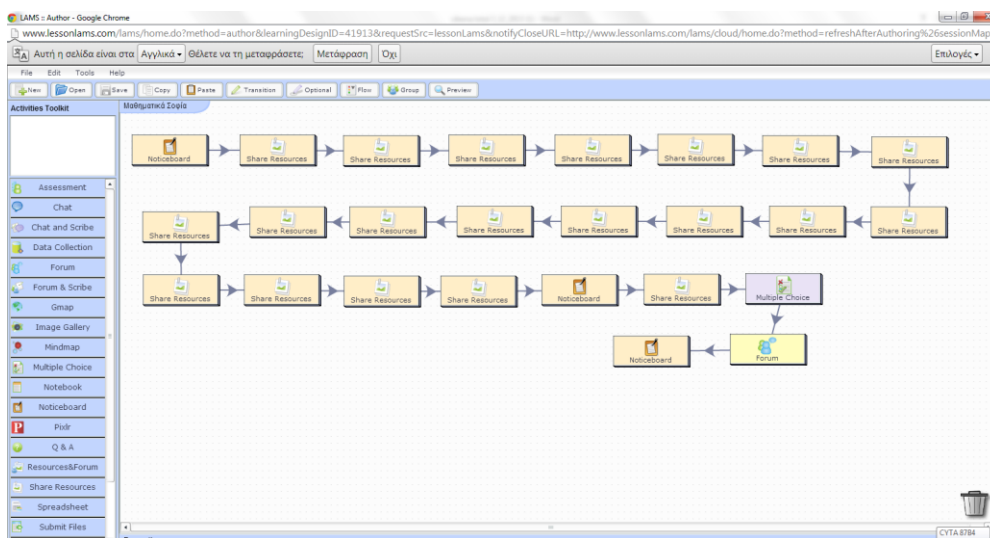 LAMS :: Author - Google Chrome
www.lessonlams.com/lams/home.do?method=author&learningDesignID=41913&requestSrc=lessonLams&notifyCloseURL=http://www.lessonlams.com/lams/cloud/home.do?method=refreshAfterAuthoring%26sessionMap
Αυτή η σελίδα είναι στα Αγγλικά Θέλετε να τη μεταφράσετε; Μετάφραση Όχι Επιλογές
File Edit Tools Help
New Open Save Copy Paste Transition Optional Flow Group Preview
Activities Toolkit
Μαθηματικά Σοφία
Noticeboard Share Resources Share Resources Share Resources Share Resources Share Resources Share Resources Share Resources
Share Resources Share Resources Share Resources Share Resources Share Resources Share Resources Share Resources Share Resources
Share Resources Share Resources Share Resources Share Resources Noticeboard Share Resources Multiple Choice
Noticeboard Forum
Assessment
Chat
Chat and Scribe
Data Collection
Forum
Forum & Scribe
Gmap
Image Gallery
Mindmap
Multiple Choice
Notebook
Noticeboard
Pixlr
Q & A
Resources&Forum
Share Resources
Spreadsheet
Submit Files
CYTA 8784